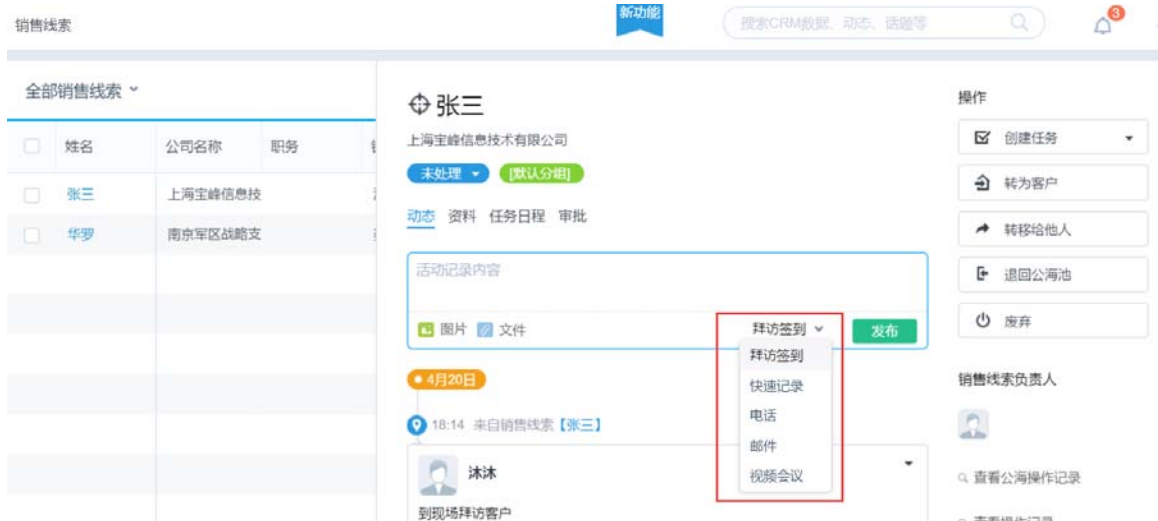 销售线索
新功能
搜索CRM数据、动态、话题等
3
全部销售线索
姓名 公司名称 职务
张三 上海宝峰信息技
华罗 南京军区战略支
张三
上海宝峰信息技术有限公司
未处理 [默认分组]
动态 资料 任务日程 审批
活动记录内容
图片 文件 拜访签到 发布
拜访签到
快速记录
电话
邮件
视频会议
4月20日
18:14 来自销售线索【张三】
沐沐
到现场拜访客户
操作
创建任务
转为客户
转移给他人
退回公海池
废弃
销售线索负责人
查看公海操作记录